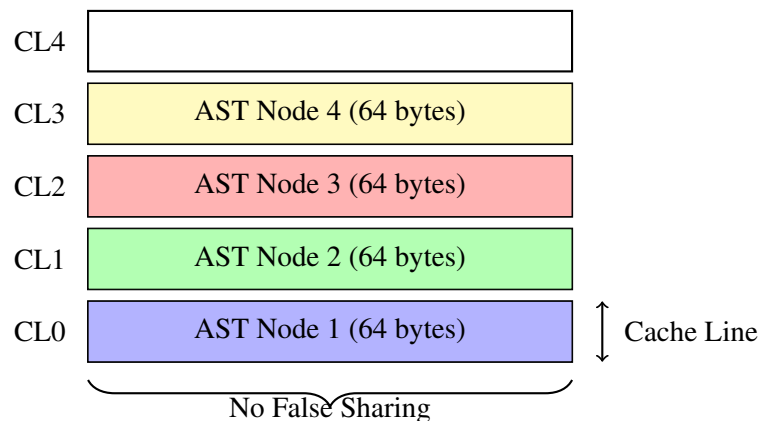 CL4
CL3 AST Node 4 (64 bytes)
CL2 AST Node 3 (64 bytes)
CL1 AST Node 2 (64 bytes)
CL0 AST Node 1 (64 bytes) Cache Line
No False Sharing